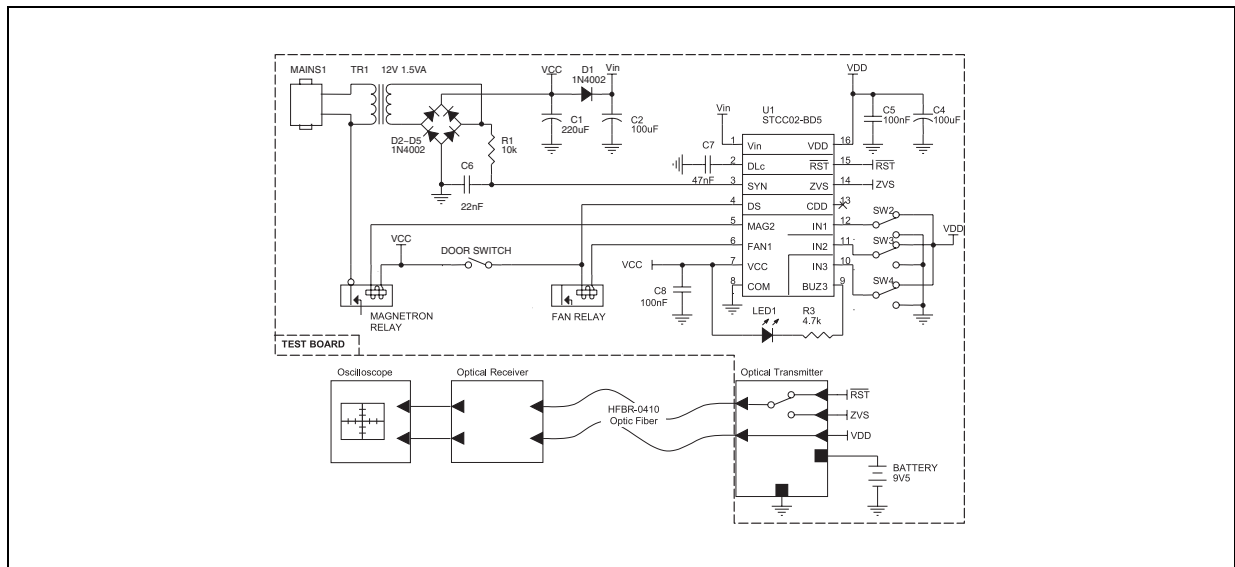 MAINS1
TR1 12V 1.5VA
D2-D5
1N4002
R1
10k
C6
22nF
VCC
D1
1N4002
Vin
C1
220uF
C2
100uF
C7
47nF
Vin
U1
STCC02-BD5
1 Vin VDD 16
2 DLc RST 15
3 SYN ZVS 14
4 DS CDD 13
5 MAG2 IN1 12
6 FAN1 IN2 11
7 VCC IN3 10
8 COM BUZ3 9
VDD
C5
100nF
C4
100uF
RST
ZVS
SW2
SW3
SW4
VDD
VCC
DOOR SWITCH
VCC
C8
100nF
LED1
R3
4.7k
MAGNETRON
RELAY
FAN RELAY
TEST BOARD
Oscilloscope
Optical Receiver
HFBR-0410
Optic Fiber
Optical Transmitter
RST
ZVS
VDD
BATTERY
9V5